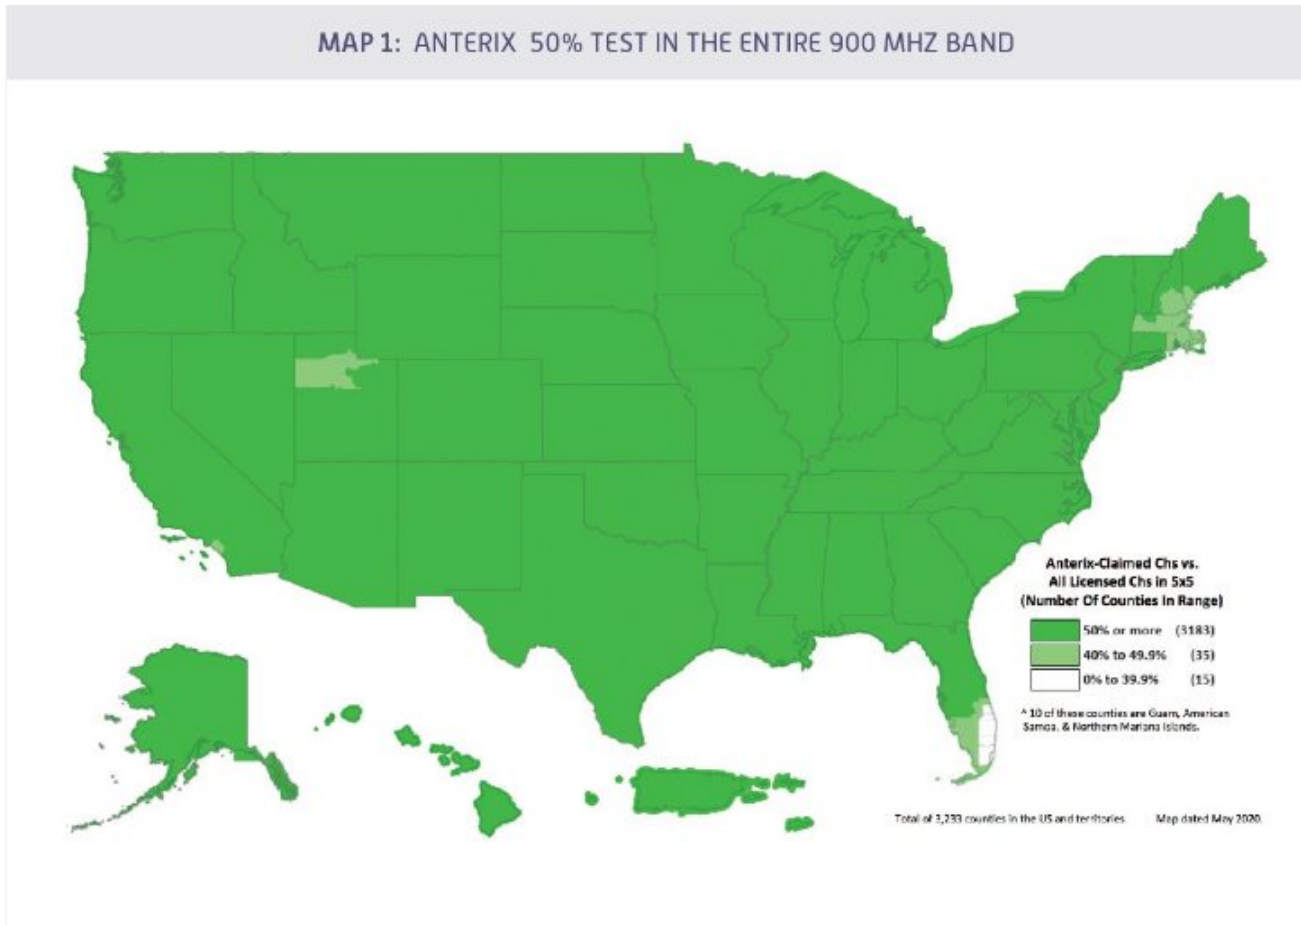 MAP 1: ANTERIX 50% TEST IN THE ENTIRE 900 MHZ BAND
Anterix-Claimed Chs vs.
All Licensed Chs in 5x5
(Number Of Counties In Range)
50% or more (3183)
40% to 49.9% (35)
0% to 39.9% (15)
^ 10 of these counties are Guam, American
Samoa, & Northern Mariana Islands.
Total of 3,233 counties in the US and territories Map dated May 2020.